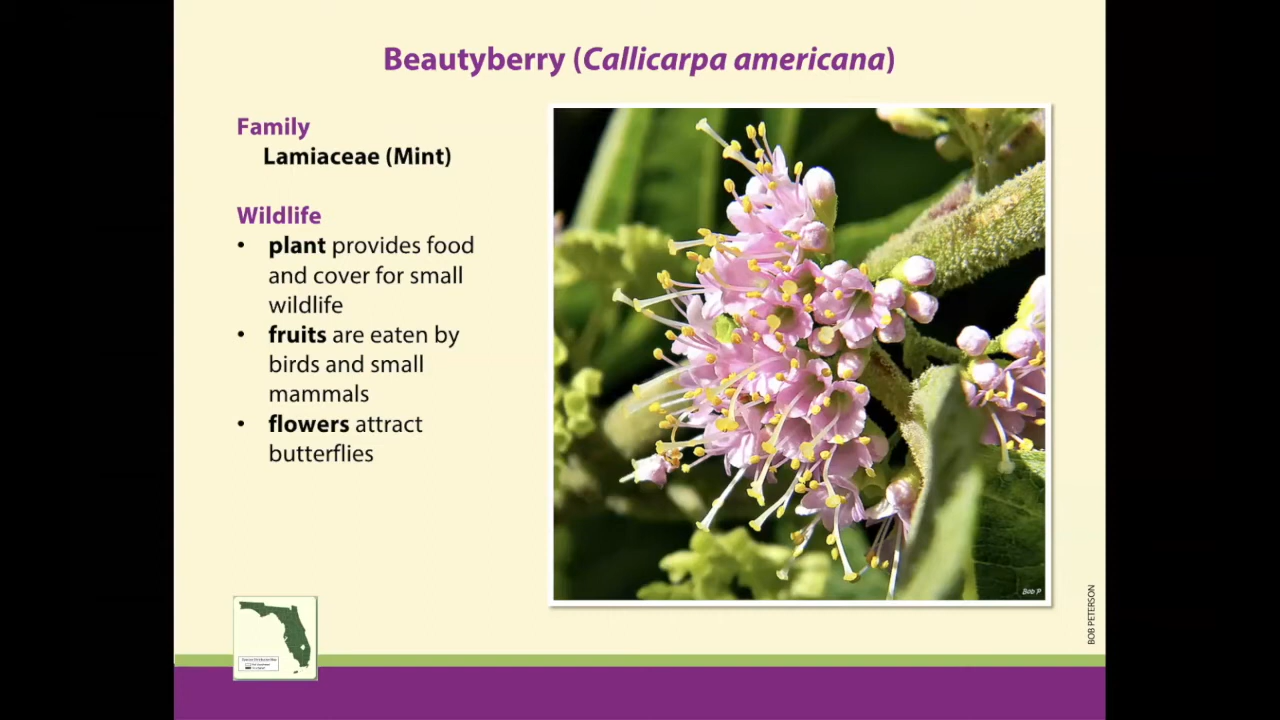 Beautyberry (Callicarpa americana)
Family
Lamiaceae (Mint)
Wildlife
• plant provides food
and cover for small
wildlife
• fruits are eaten by
birds and small
mammals
• flowers attract
butterflies
Bob P
BOB PETERSON